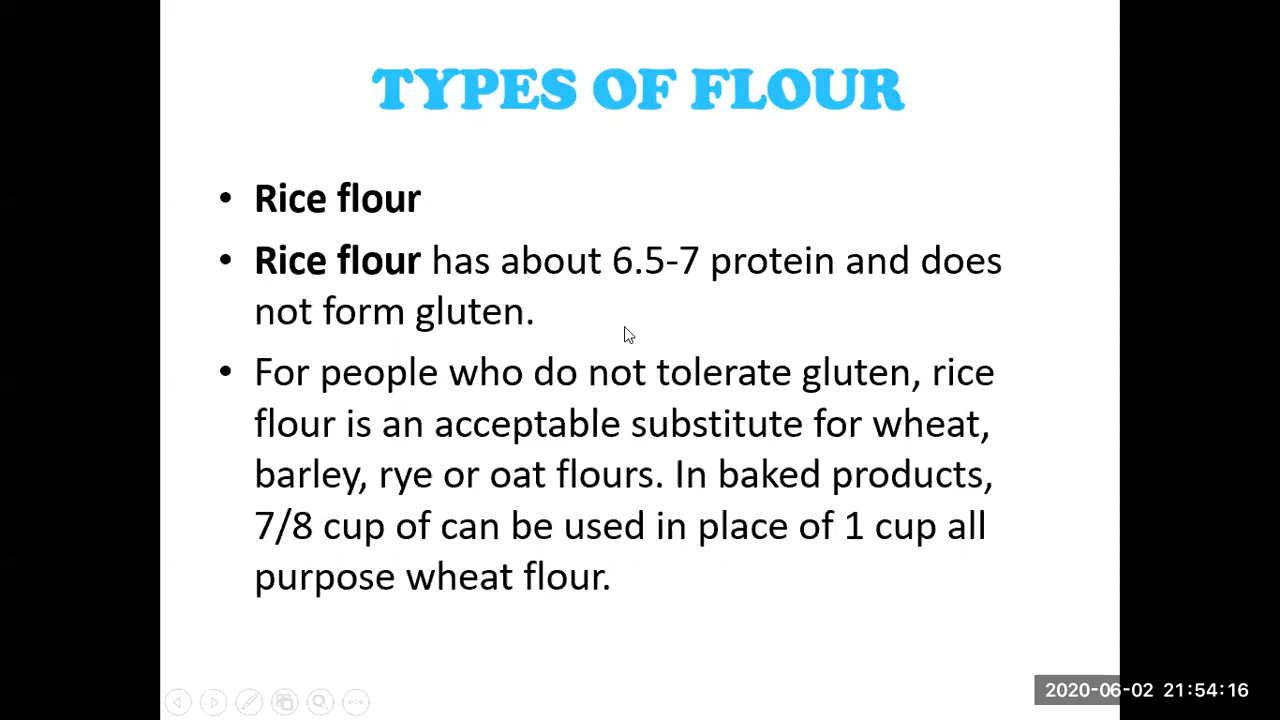 TYPES OF FLOUR
• Rice flour
• Rice flour has about 6.5-7 protein and does
not form gluten.
• For people who do not tolerate gluten, rice
flour is an acceptable substitute for wheat,
barley, rye or oat flours. In baked products,
7/8 cup of can be used in place of 1 cup all
purpose wheat flour.
2020-06-02 21:54:16